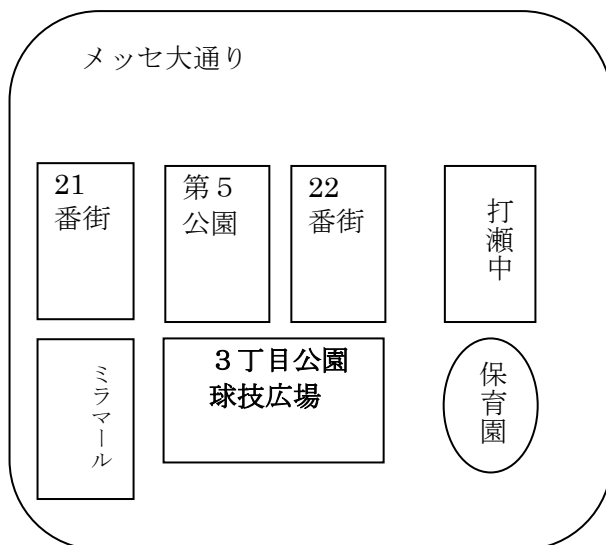 メッセ大通り
21
番街
第５
公園
22
番街
打瀬中
ミラマール
３丁目公園
球技広場
保育園